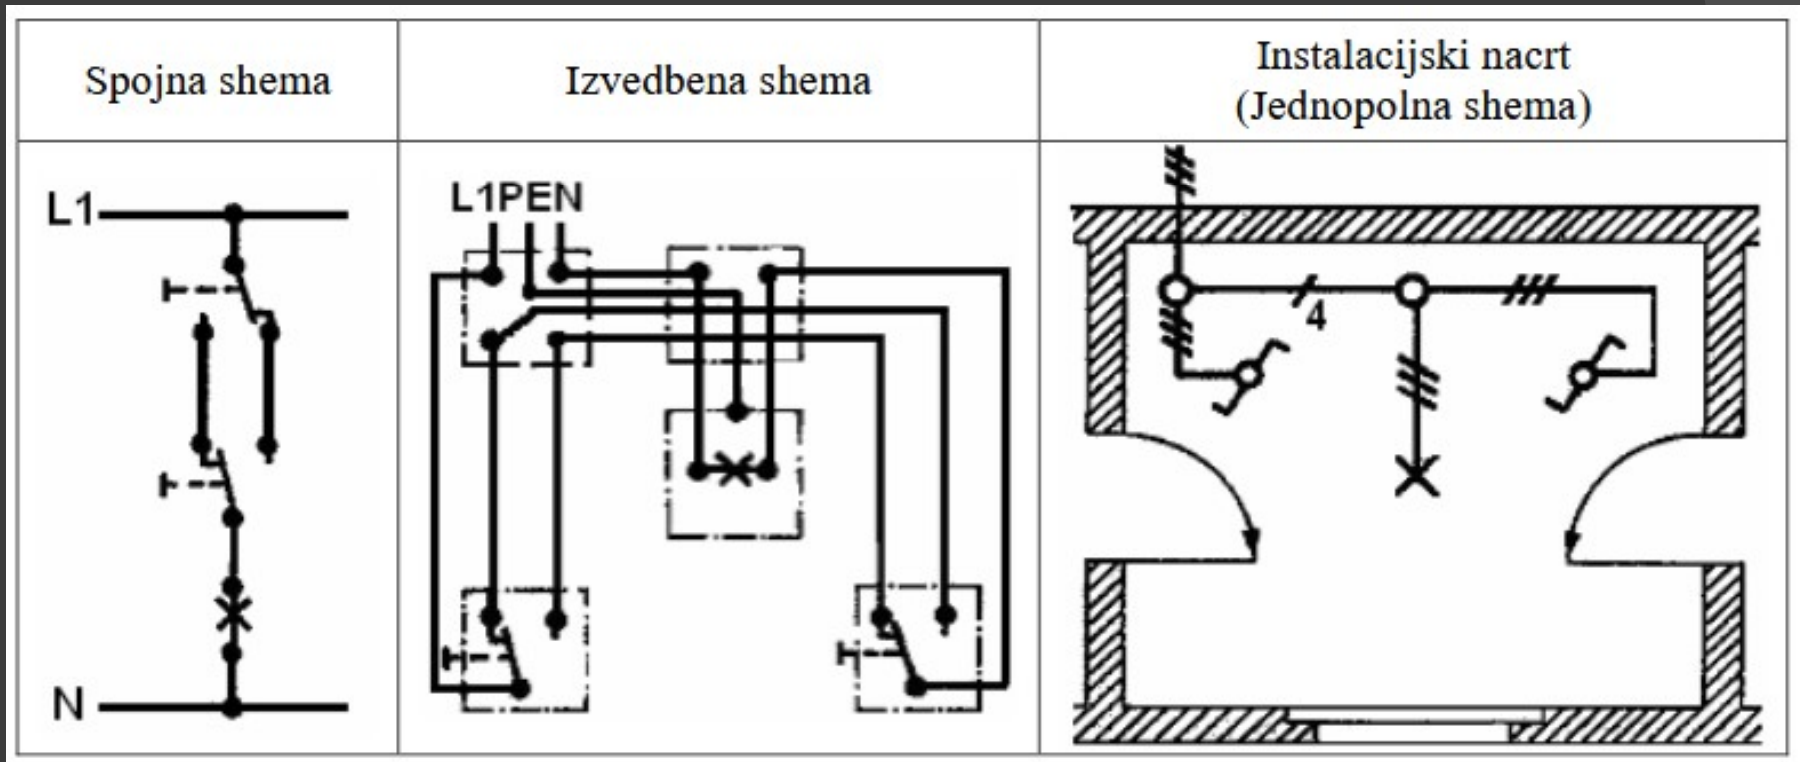 Spojna shema
Izvedbena shema
Instalacijski nacrt
(Jednopolna shema)
L1
N
L1PEN
4